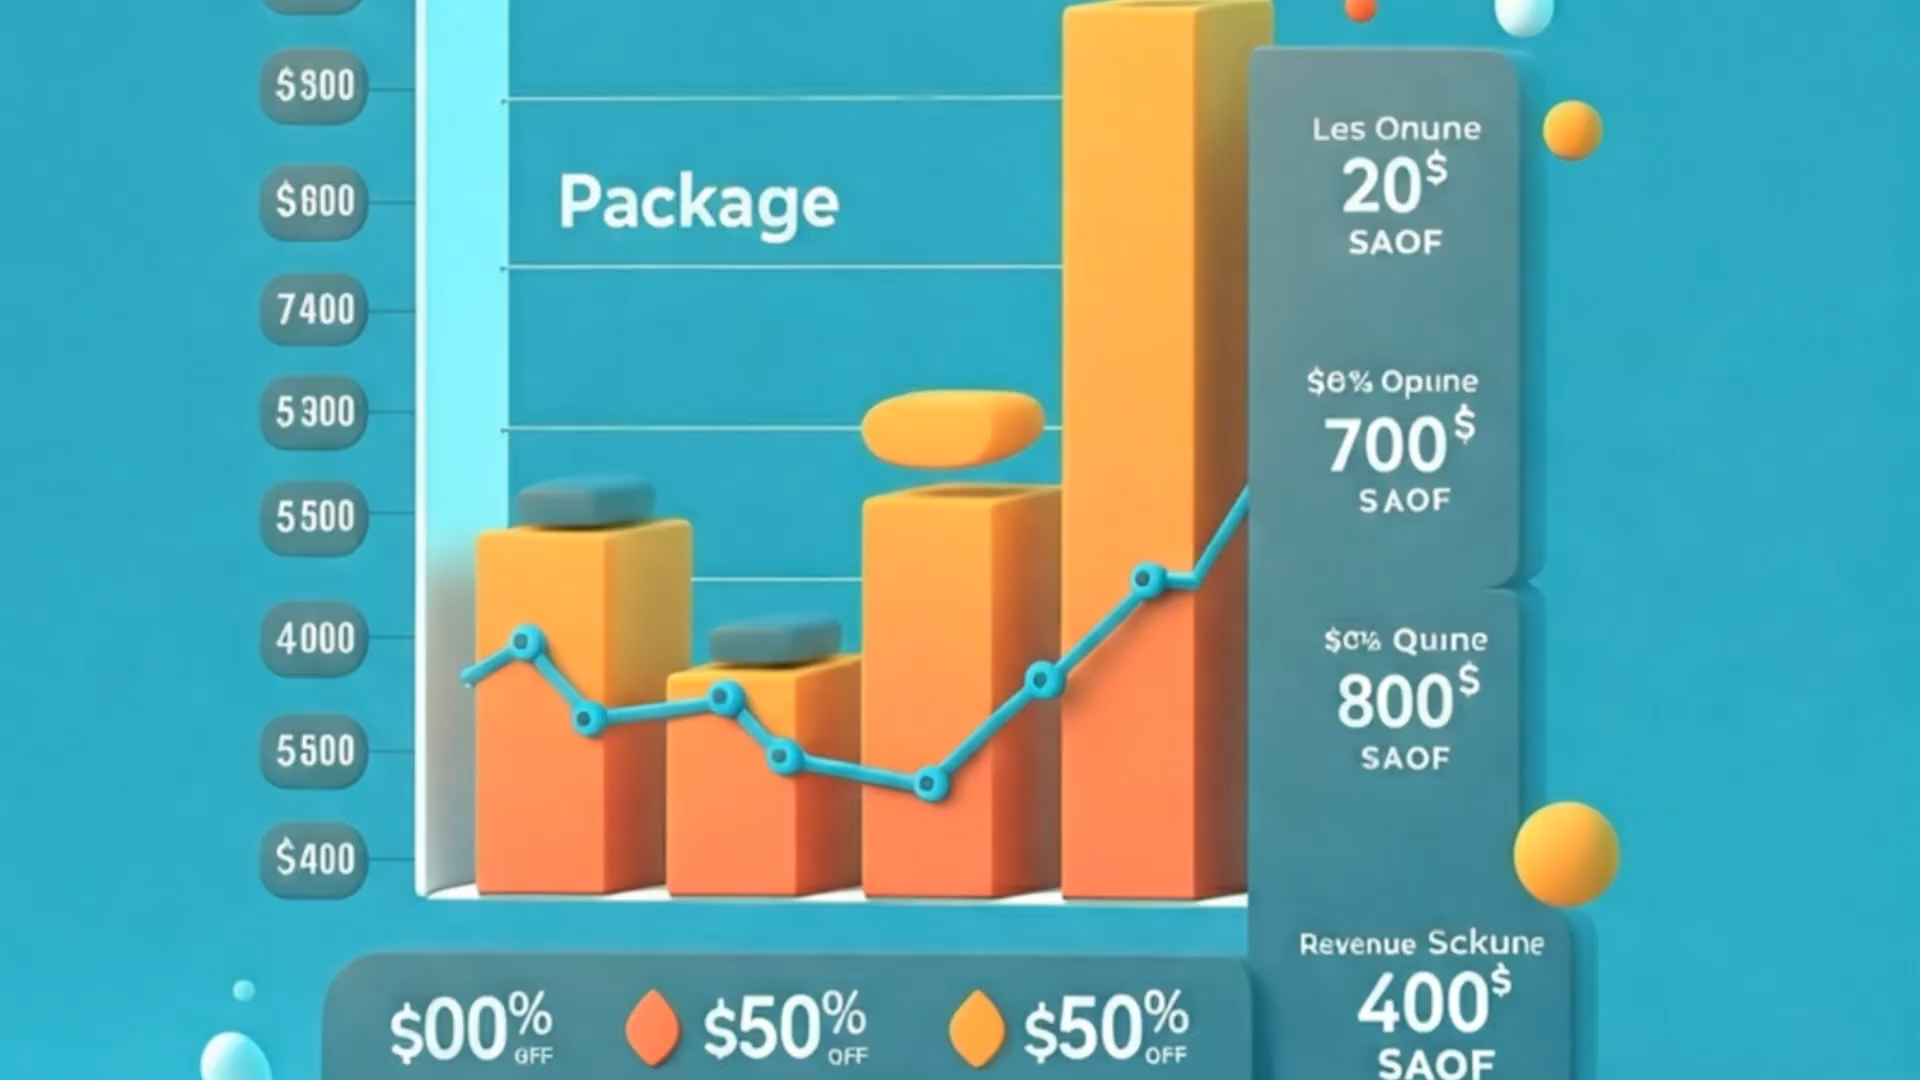 $300
$600
7400
5300
5500
4000
5500
$400
Package
Les Onune
20$
SAOF
$6% Opune
700$
SAOF
$0% Quıne
800$
SAOF
Revenue Sckune
400$
SAOF
$00% OFF
$50% OFF
$50% OFF